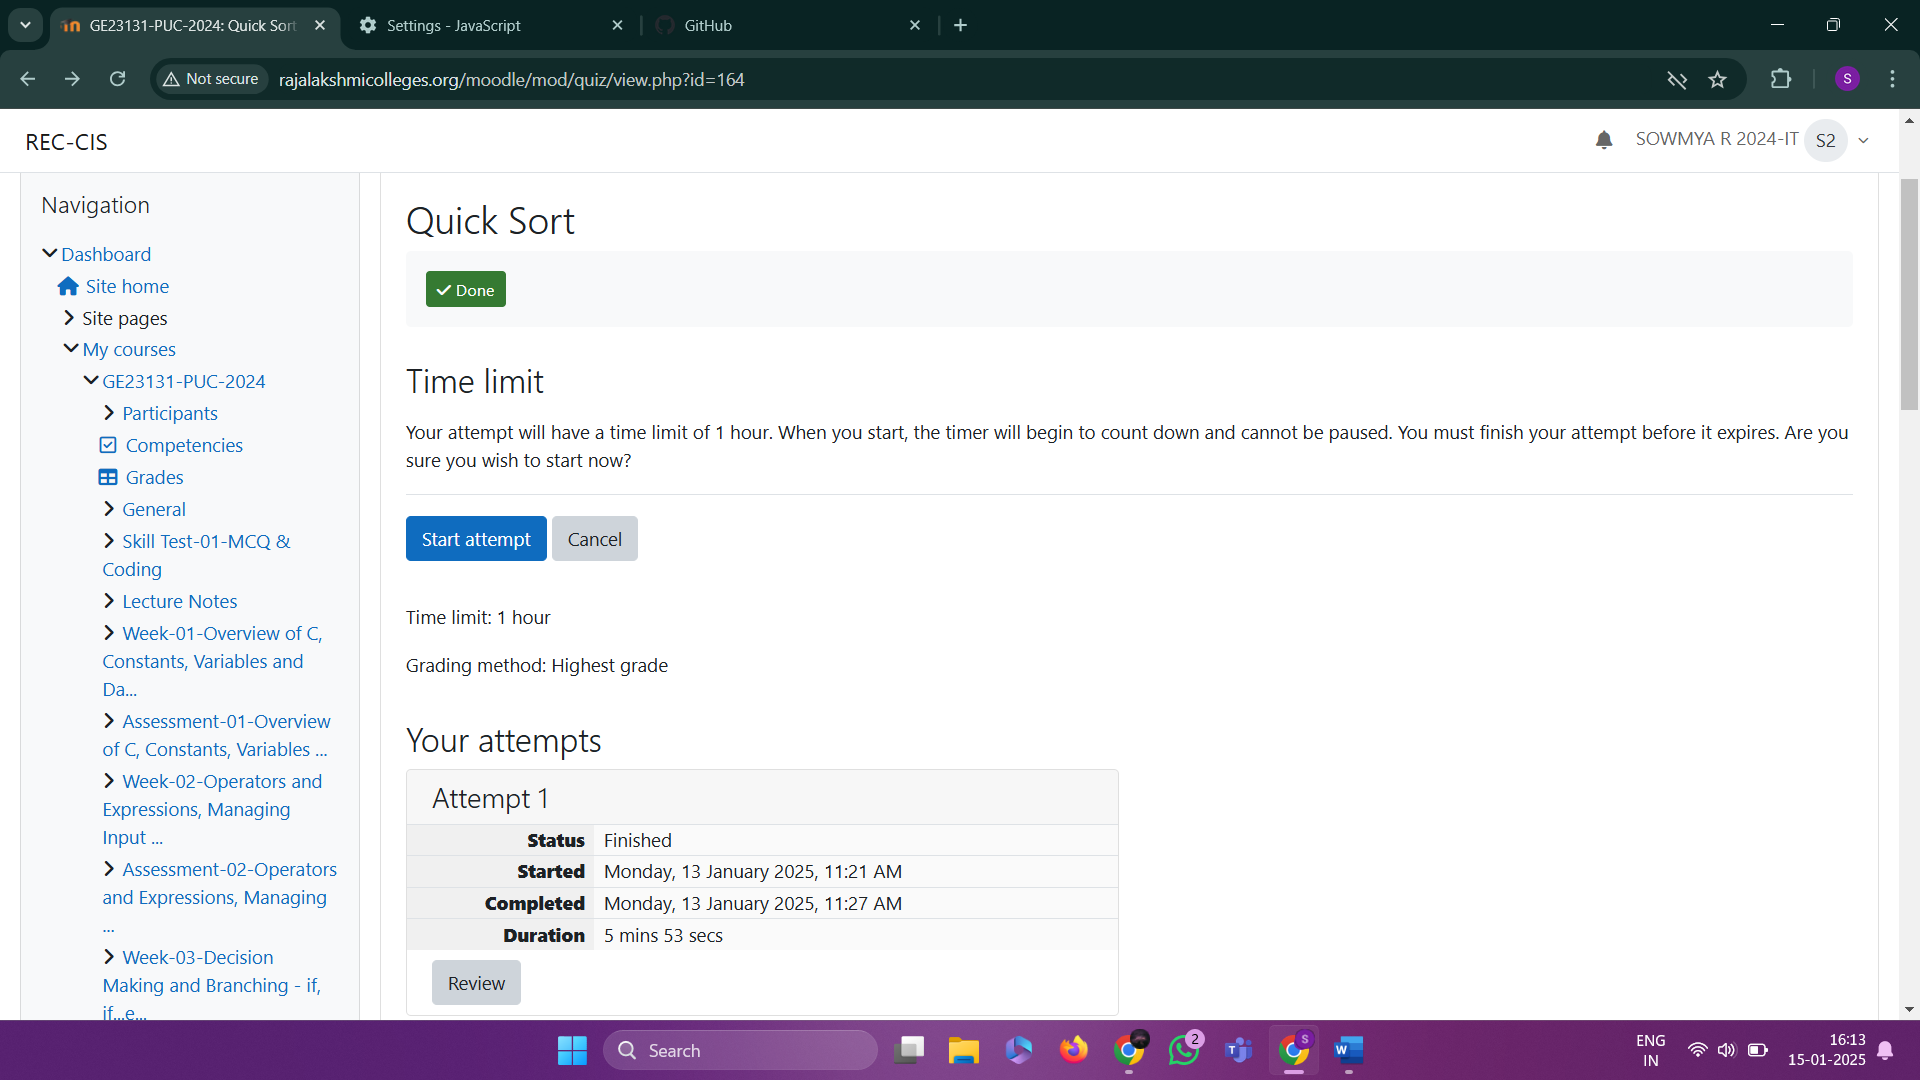 GE23131-PUC-2024: Quick Sort
Settings - JavaScript
GitHub
Not secure
rajalakshmicolleges.org/moodle/mod/quiz/view.php?id=164
S
REC-CIS
SOWMYA R 2024-IT
S2
Navigation
Dashboard
Site home
Site pages
My courses
GE23131-PUC-2024
Participants
Competencies
Grades
General
Skill Test-01-MCQ &
Coding
Lecture Notes
Week-01-Overview of C,
Constants, Variables and
Da...
Assessment-01-Overview
of C, Constants, Variables ...
Week-02-Operators and
Expressions, Managing
Input ...
Assessment-02-Operators
and Expressions, Managing
...
Week-03-Decision
Making and Branching - if,
if...e...
Quick Sort
Done
Time limit
Your attempt will have a time limit of 1 hour. When you start, the timer will begin to count down and cannot be paused. You must finish your attempt before it expires. Are you
sure you wish to start now?
Start attempt
Cancel
Time limit: 1 hour
Grading method: Highest grade
Your attempts
Attempt 1
Status Finished
Started Monday, 13 January 2025, 11:21 AM
Completed Monday, 13 January 2025, 11:27 AM
Duration 5 mins 53 secs
Review
Search
2
T
S
W
ENG
IN
16:13
15-01-2025